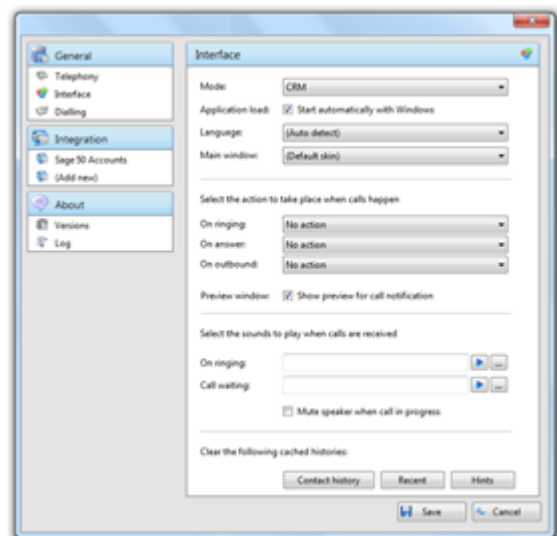 General
Telephony
Interface
Dialling
Integration
Sage 50 Accounts
(Add new)
About
Versions
Log
Interface
Mode: CRM
Application load: Start automatically with Windows
Language: (Auto detect)
Main window: (Default skin)
Select the action to take place when calls happen
On ringing: No action
On answer: No action
On outbound: No action
Preview window: Show preview for call notification
Select the sounds to play when calls are received
On ringing: ...
Call waiting: ...
Mute speaker when call in progress
Clear the following cached histories:
Contact history Recent Hints
Save Cancel